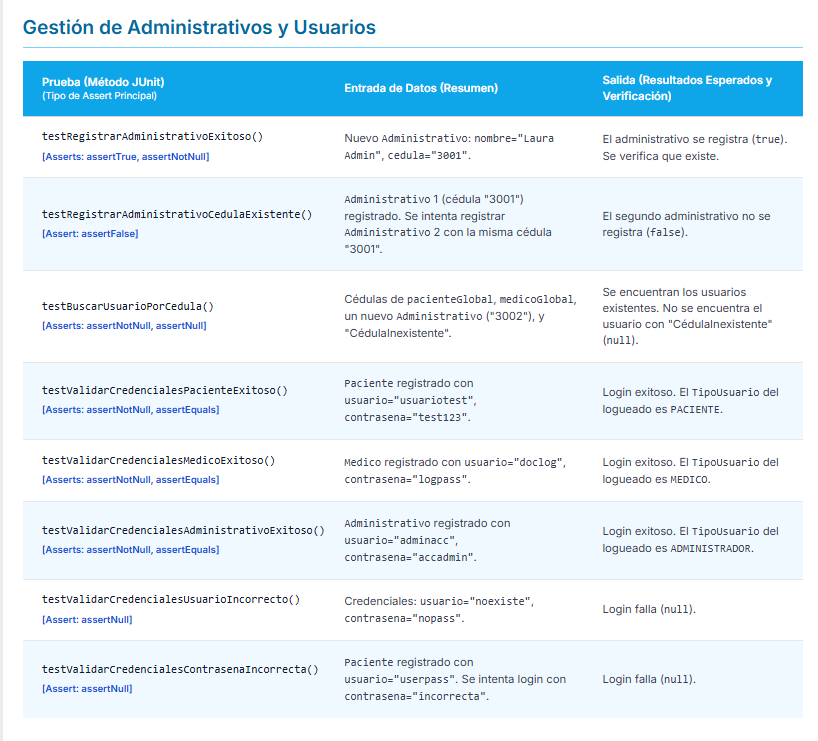 Gestión de Administrativos y Usuarios
Prueba (Método JUnit)
(Tipo de Assert Principal)
Entrada de Datos (Resumen)
Salida (Resultados Esperados y
Verificación)
testRegistrarAdministrativoExitoso()
[Asserts: assertTrue, assertNotNull]
Nuevo Administrativo: nombre="Laura
Admin", cedula="3001".
El administrativo se registra (true).
Se verifica que existe.
testRegistrarAdministrativoCedulaExistente()
[Assert: assertFalse]
Administrativo 1 (cédula "3001")
registrado. Se intenta registrar
Administrativo 2 con la misma cédula
"3001".
El segundo administrativo no se
registra (false).
testBuscarUsuarioPorCedula()
[Asserts: assertNotNull, assertNull]
Cédulas de pacienteGlobal, medicoGlobal,
un nuevo Administrativo ("3002"), y
"CédulaInexistente".
Se encuentran los usuarios
existentes. No se encuentra el
usuario con "CédulaInexistente"
(null).
testValidarCredencialesPacienteExitoso()
[Asserts: assertNotNull, assertEquals]
Paciente registrado con
usuario="usuariotest",
contrasena="test123".
Login exitoso. El TipoUsuario del
logueado es PACIENTE.
testValidarCredencialesMedicoExitoso()
[Asserts: assertNotNull, assertEquals]
Medico registrado con usuario="doclog",
contrasena="logpass".
Login exitoso. El TipoUsuario del
logueado es MEDICO.
testValidarCredencialesAdministrativoExitoso()
[Asserts: assertNotNull, assertEquals]
Administrativo registrado con
usuario="adminacc",
contrasena="accadmin".
Login exitoso. El TipoUsuario del
logueado es ADMINISTRADOR.
testValidarCredencialesUsuarioIncorrecto()
[Assert: assertNull]
Credenciales: usuario="noexiste",
contrasena="nopass".
Login falla (null).
testValidarCredencialesContrasenaIncorrecta()
[Assert: assertNull]
Paciente registrado con
usuario="userpass". Se intenta login con
contrasena="incorrecta".
Login falla (null).